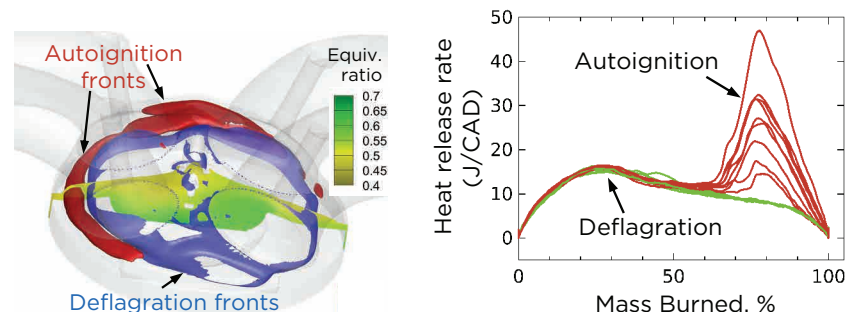 Autoignition
fronts
Equiv.
ratio
0.7
0.65
0.6
0.55
0.5
0.45
0.4
Deflagration fronts
Heat release rate
(J/CAD)
50
40
30
20
10
0
Autoignition
Deflagration
0
50
100
Mass Burned, %